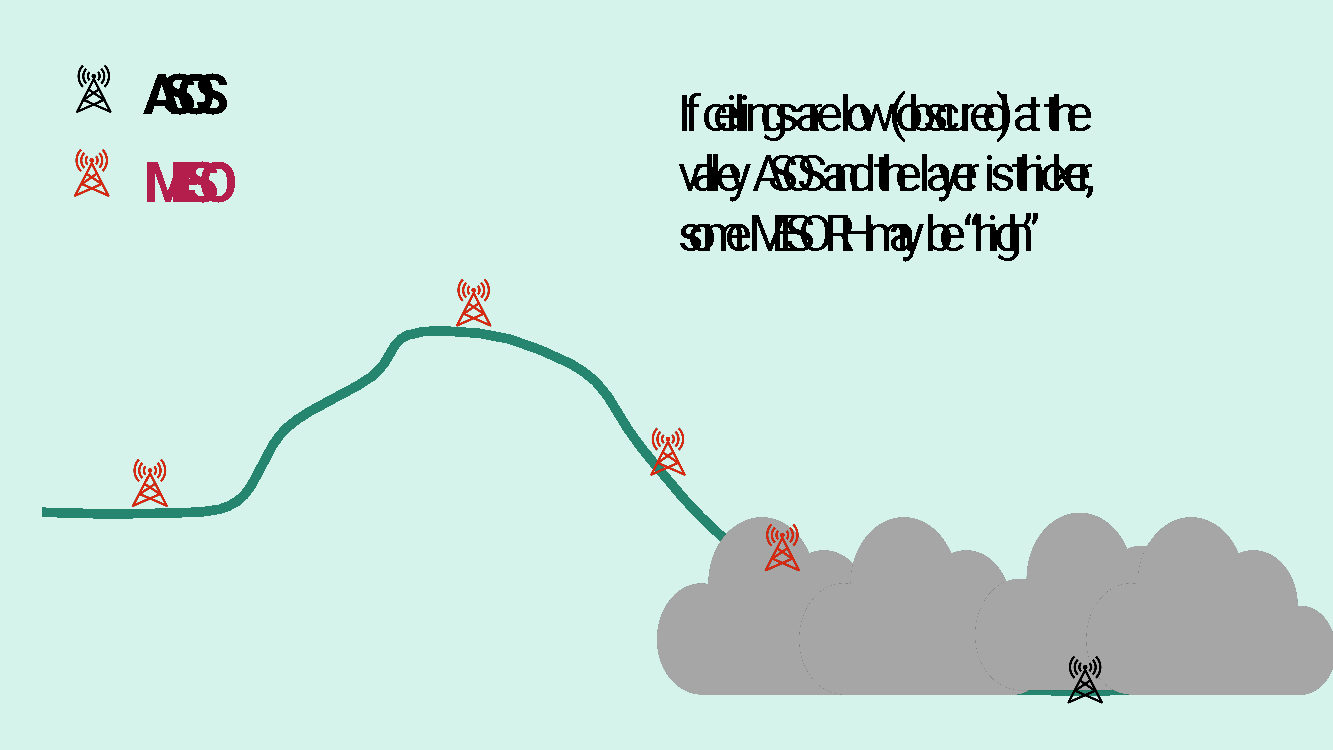 ASOS
MESO
If ceilings are low (obscured) at the
valley ASOS and the layer is thicker,
some MESO RH may be “high”